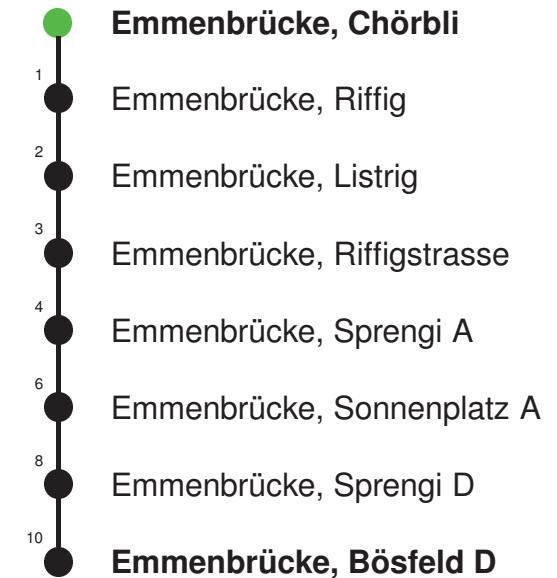 Emmenbrücke, Chörbli
1 Emmenbrücke, Riffig
2 Emmenbrücke, Listrig
3 Emmenbrücke, Riffigstrasse
4 Emmenbrücke, Sprengi A
6 Emmenbrücke, Sonnenplatz A
8 Emmenbrücke, Sprengi D
10 Emmenbrücke, Bösfeld D